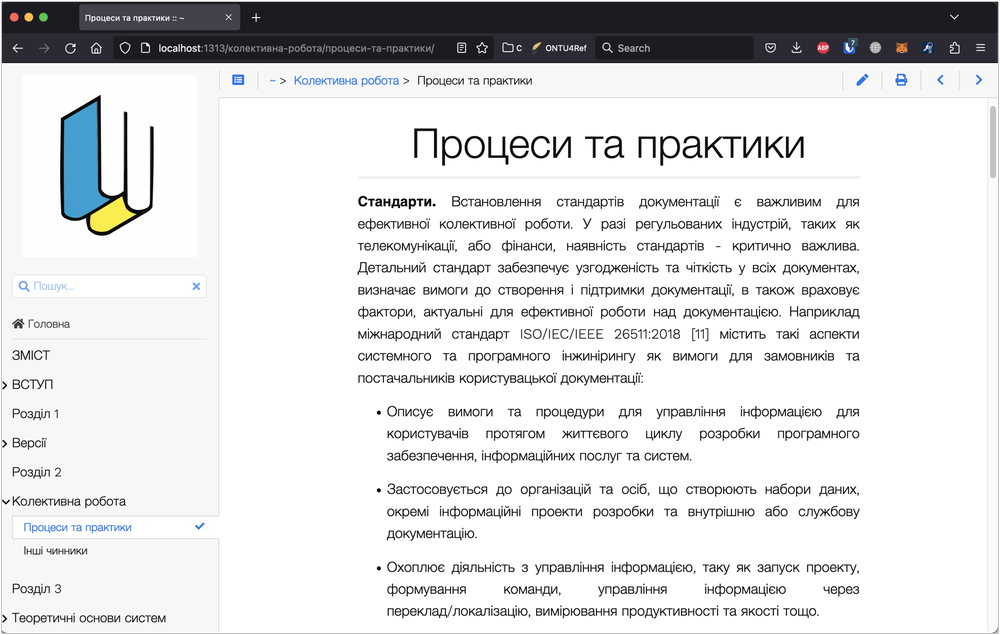 Процеси та практики :: ~
localhost:1313/колективна-робота/процеси-та-практики/
C
ONTU4Ref
Search
ABP
7
~ > Колективна робота > Процеси та практики
Пошук...
Головна
ЗМІСТ
ВСТУП
Розділ 1
Версії
Розділ 2
Колективна робота
Процеси та практики
Інші чинники
Розділ 3
Теоретичні основи систем
Процеси та практики
Стандарти. Встановлення стандартів документації є важливим для
ефективної колективної роботи. У разі регульованих індустрій, таких як
телекомунікації, або фінанси, наявність стандартів - критично важлива.
Детальний стандарт забезпечує узгодженість та чіткість у всіх документах,
визначає вимоги до створення і підтримки документації, в також враховує
фактори, актуальні для ефективної роботи над документацією. Наприклад
міжнародний стандарт ISO/IEC/IEEE 26511:2018 [11] містить такі аспекти
системного та програмного інжинірингу як вимоги для замовників та
постачальників користувацької документації:
• Описує вимоги та процедури для управління інформацією для
користувачів протягом життєвого циклу розробки програмного
забезпечення, інформаційних послуг та систем.
• Застосовується до організацій та осіб, що створюють набори даних,
окремі інформаційні проекти розробки та внутрішню або службову
документацію.
• Охоплює діяльність з управління інформацією, таку як запуск проекту,
формування команди, управління інформацією через
переклад/локалізацію, вимірювання продуктивності та якості тощо.